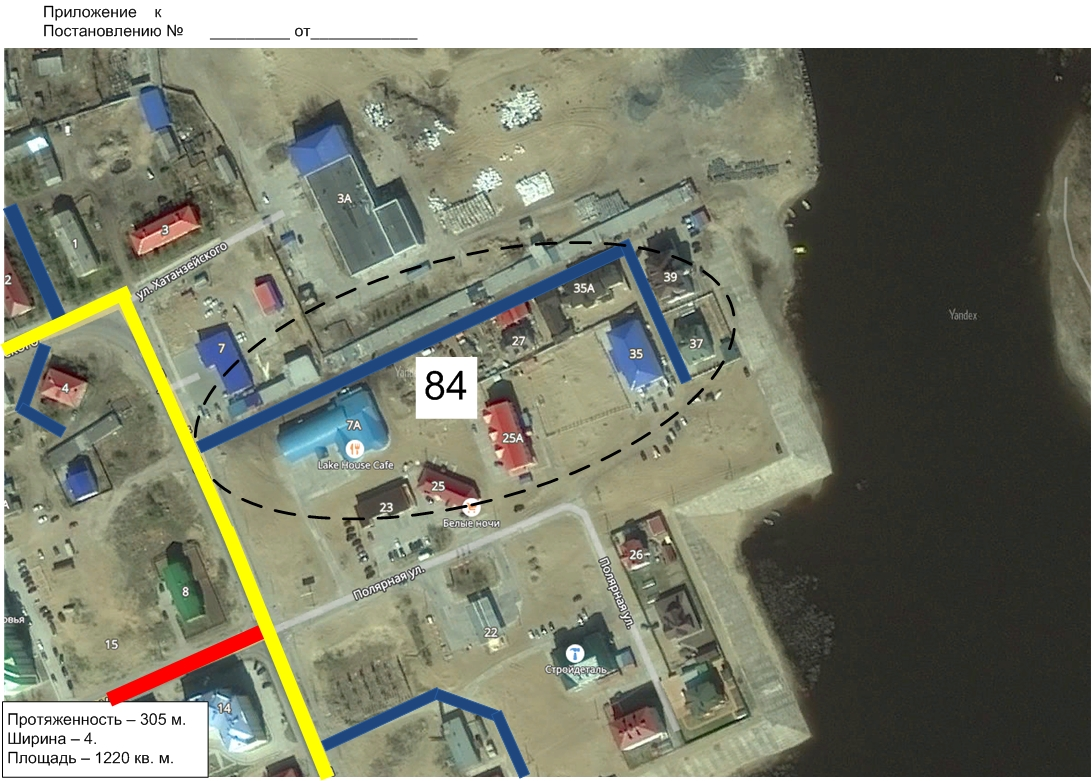 Приложение к
Постановлению № _________ от____________
3А
1
3
ул. Хатанзейского
2
39
35А
Yandex
7
27
35
37
4
84
7А
Lake House Cafe
25А
25
23
Белые ночи
26
Полярная ул.
Полярная ул.
8
22
15
Стройдеталь
14
Протяженность – 305 м.
Ширина – 4.
Площадь – 1220 кв. м.